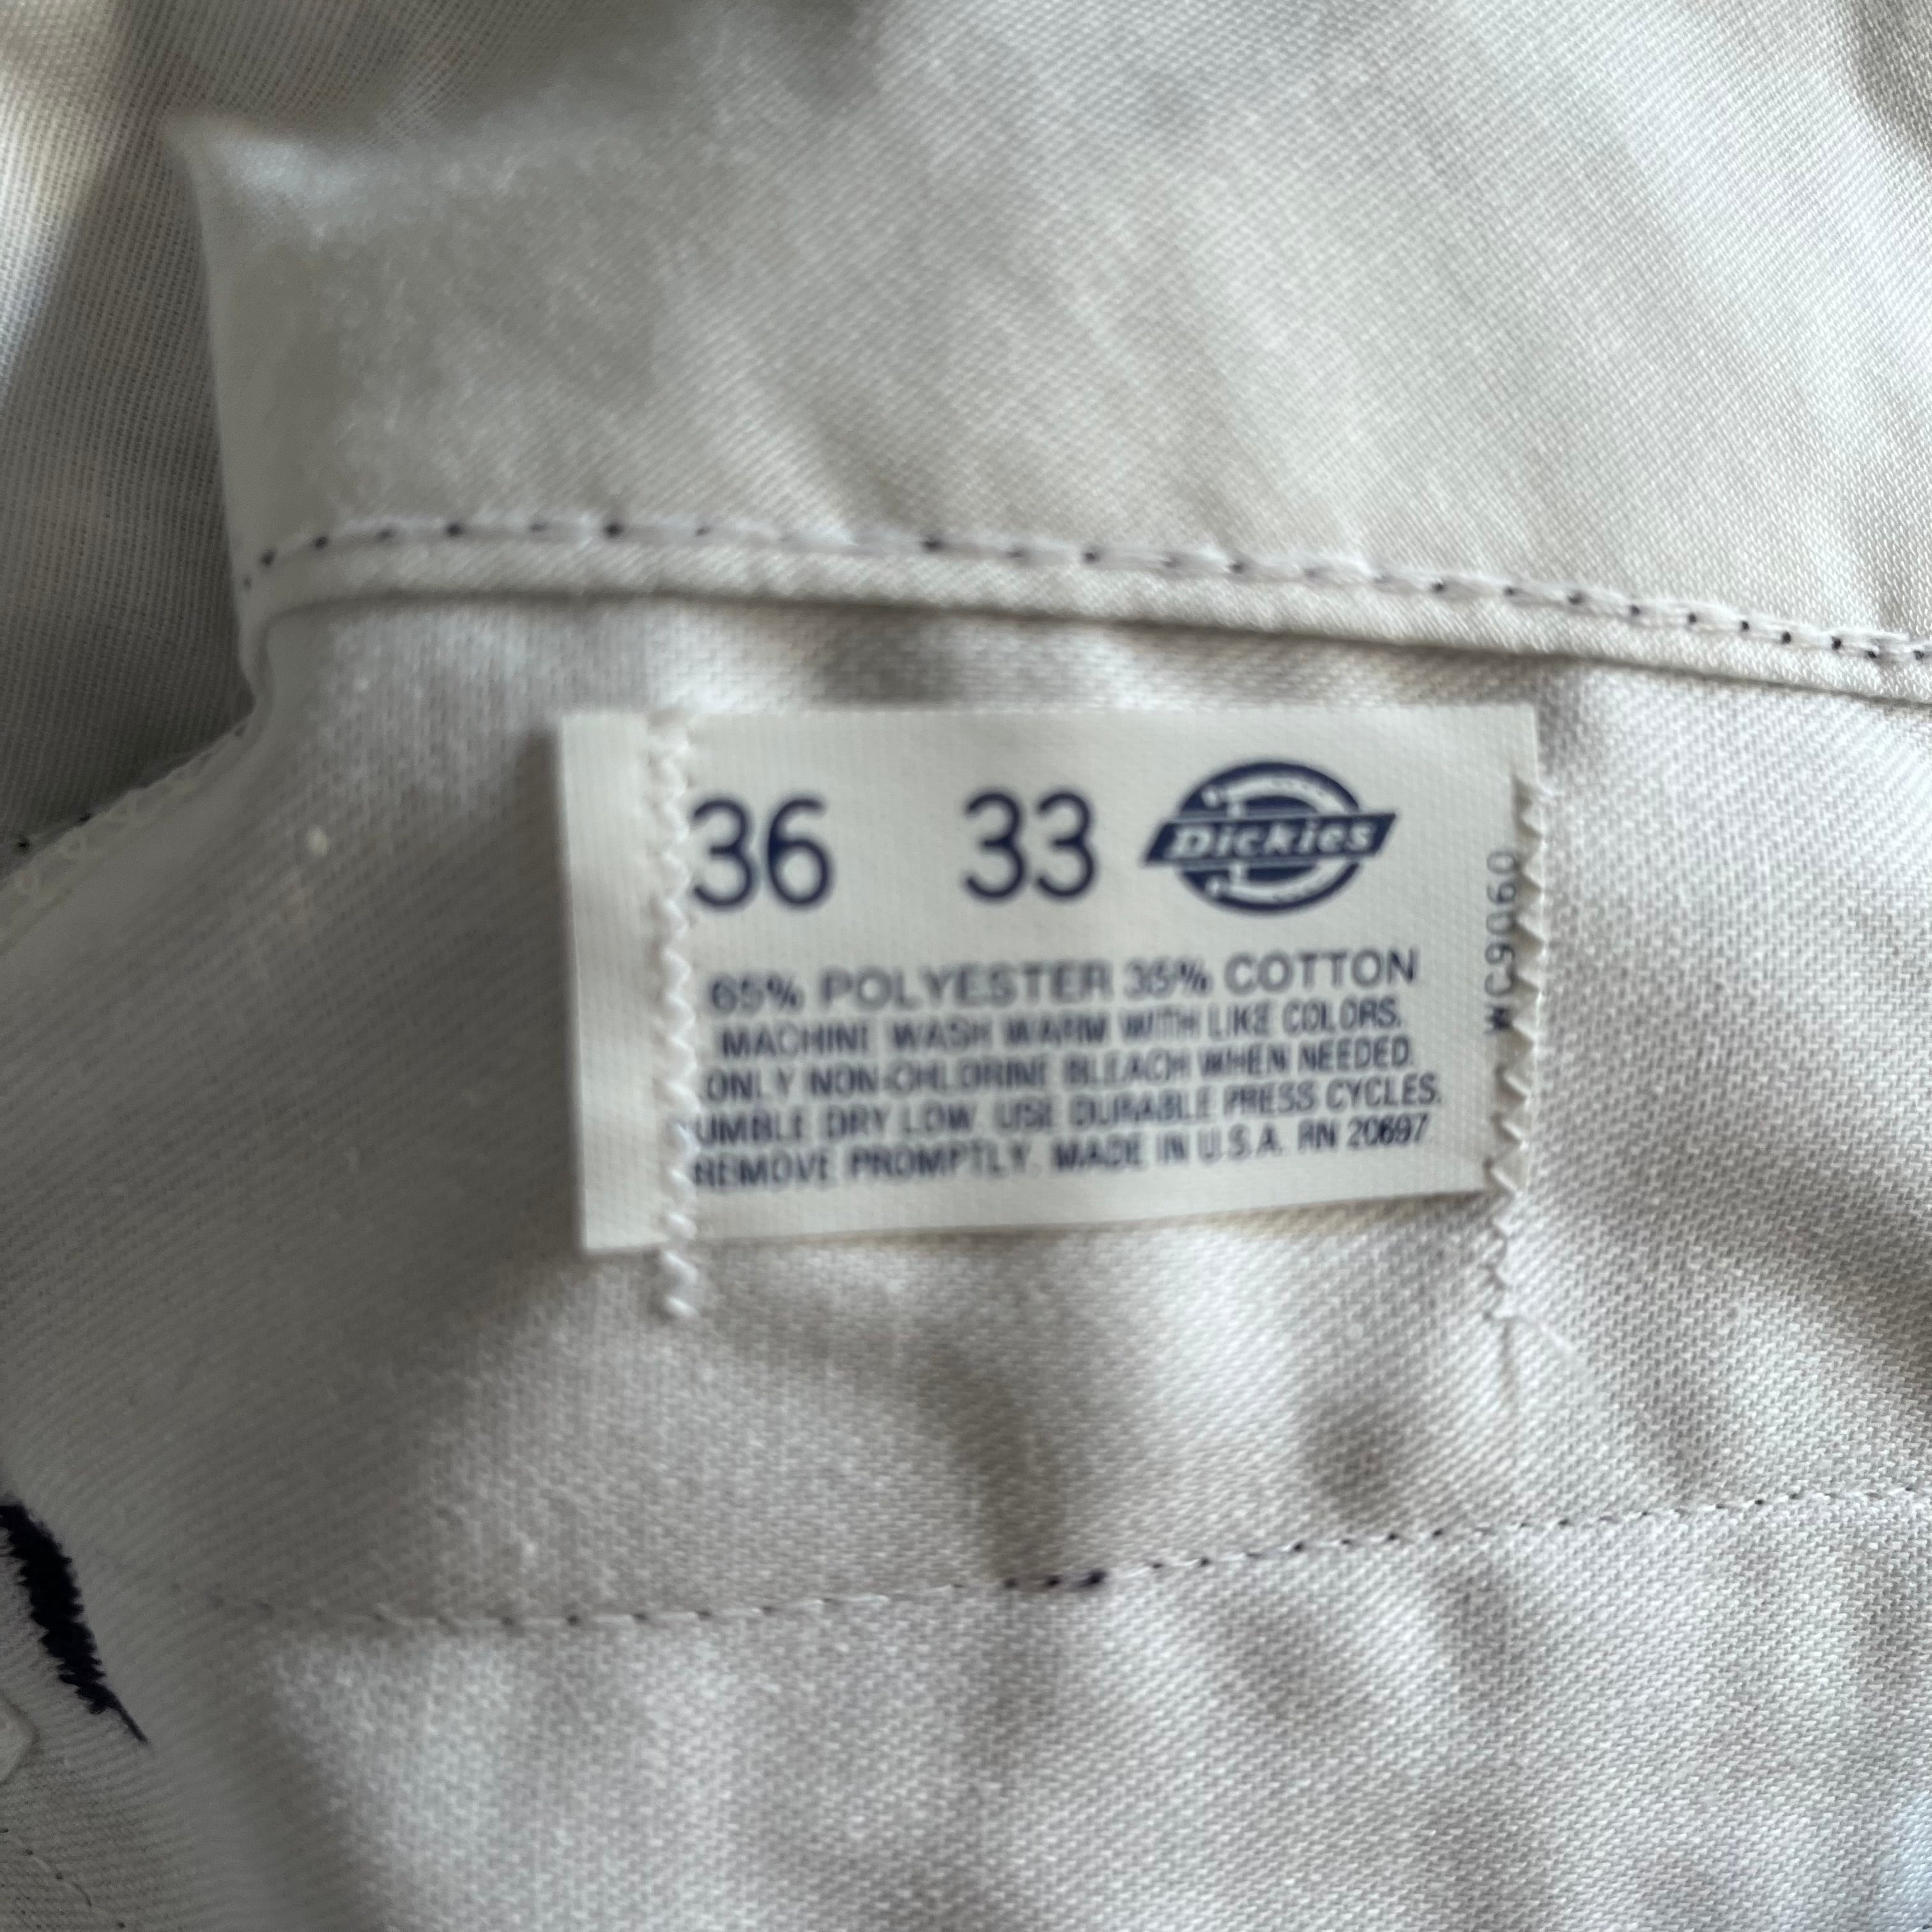 36 33 Dickies
65% POLYESTER 35% COTTON
MACHINE WASH WARM WITH LIKE COLORS.
ONLY NON-CHLORINE BLEACH WHEN NEEDED.
UMBLE DRY LOW. USE DURABLE PRESS CYCLES.
REMOVE PROMPTLY. MADE IN U.S.A. RN 20697
WC9060